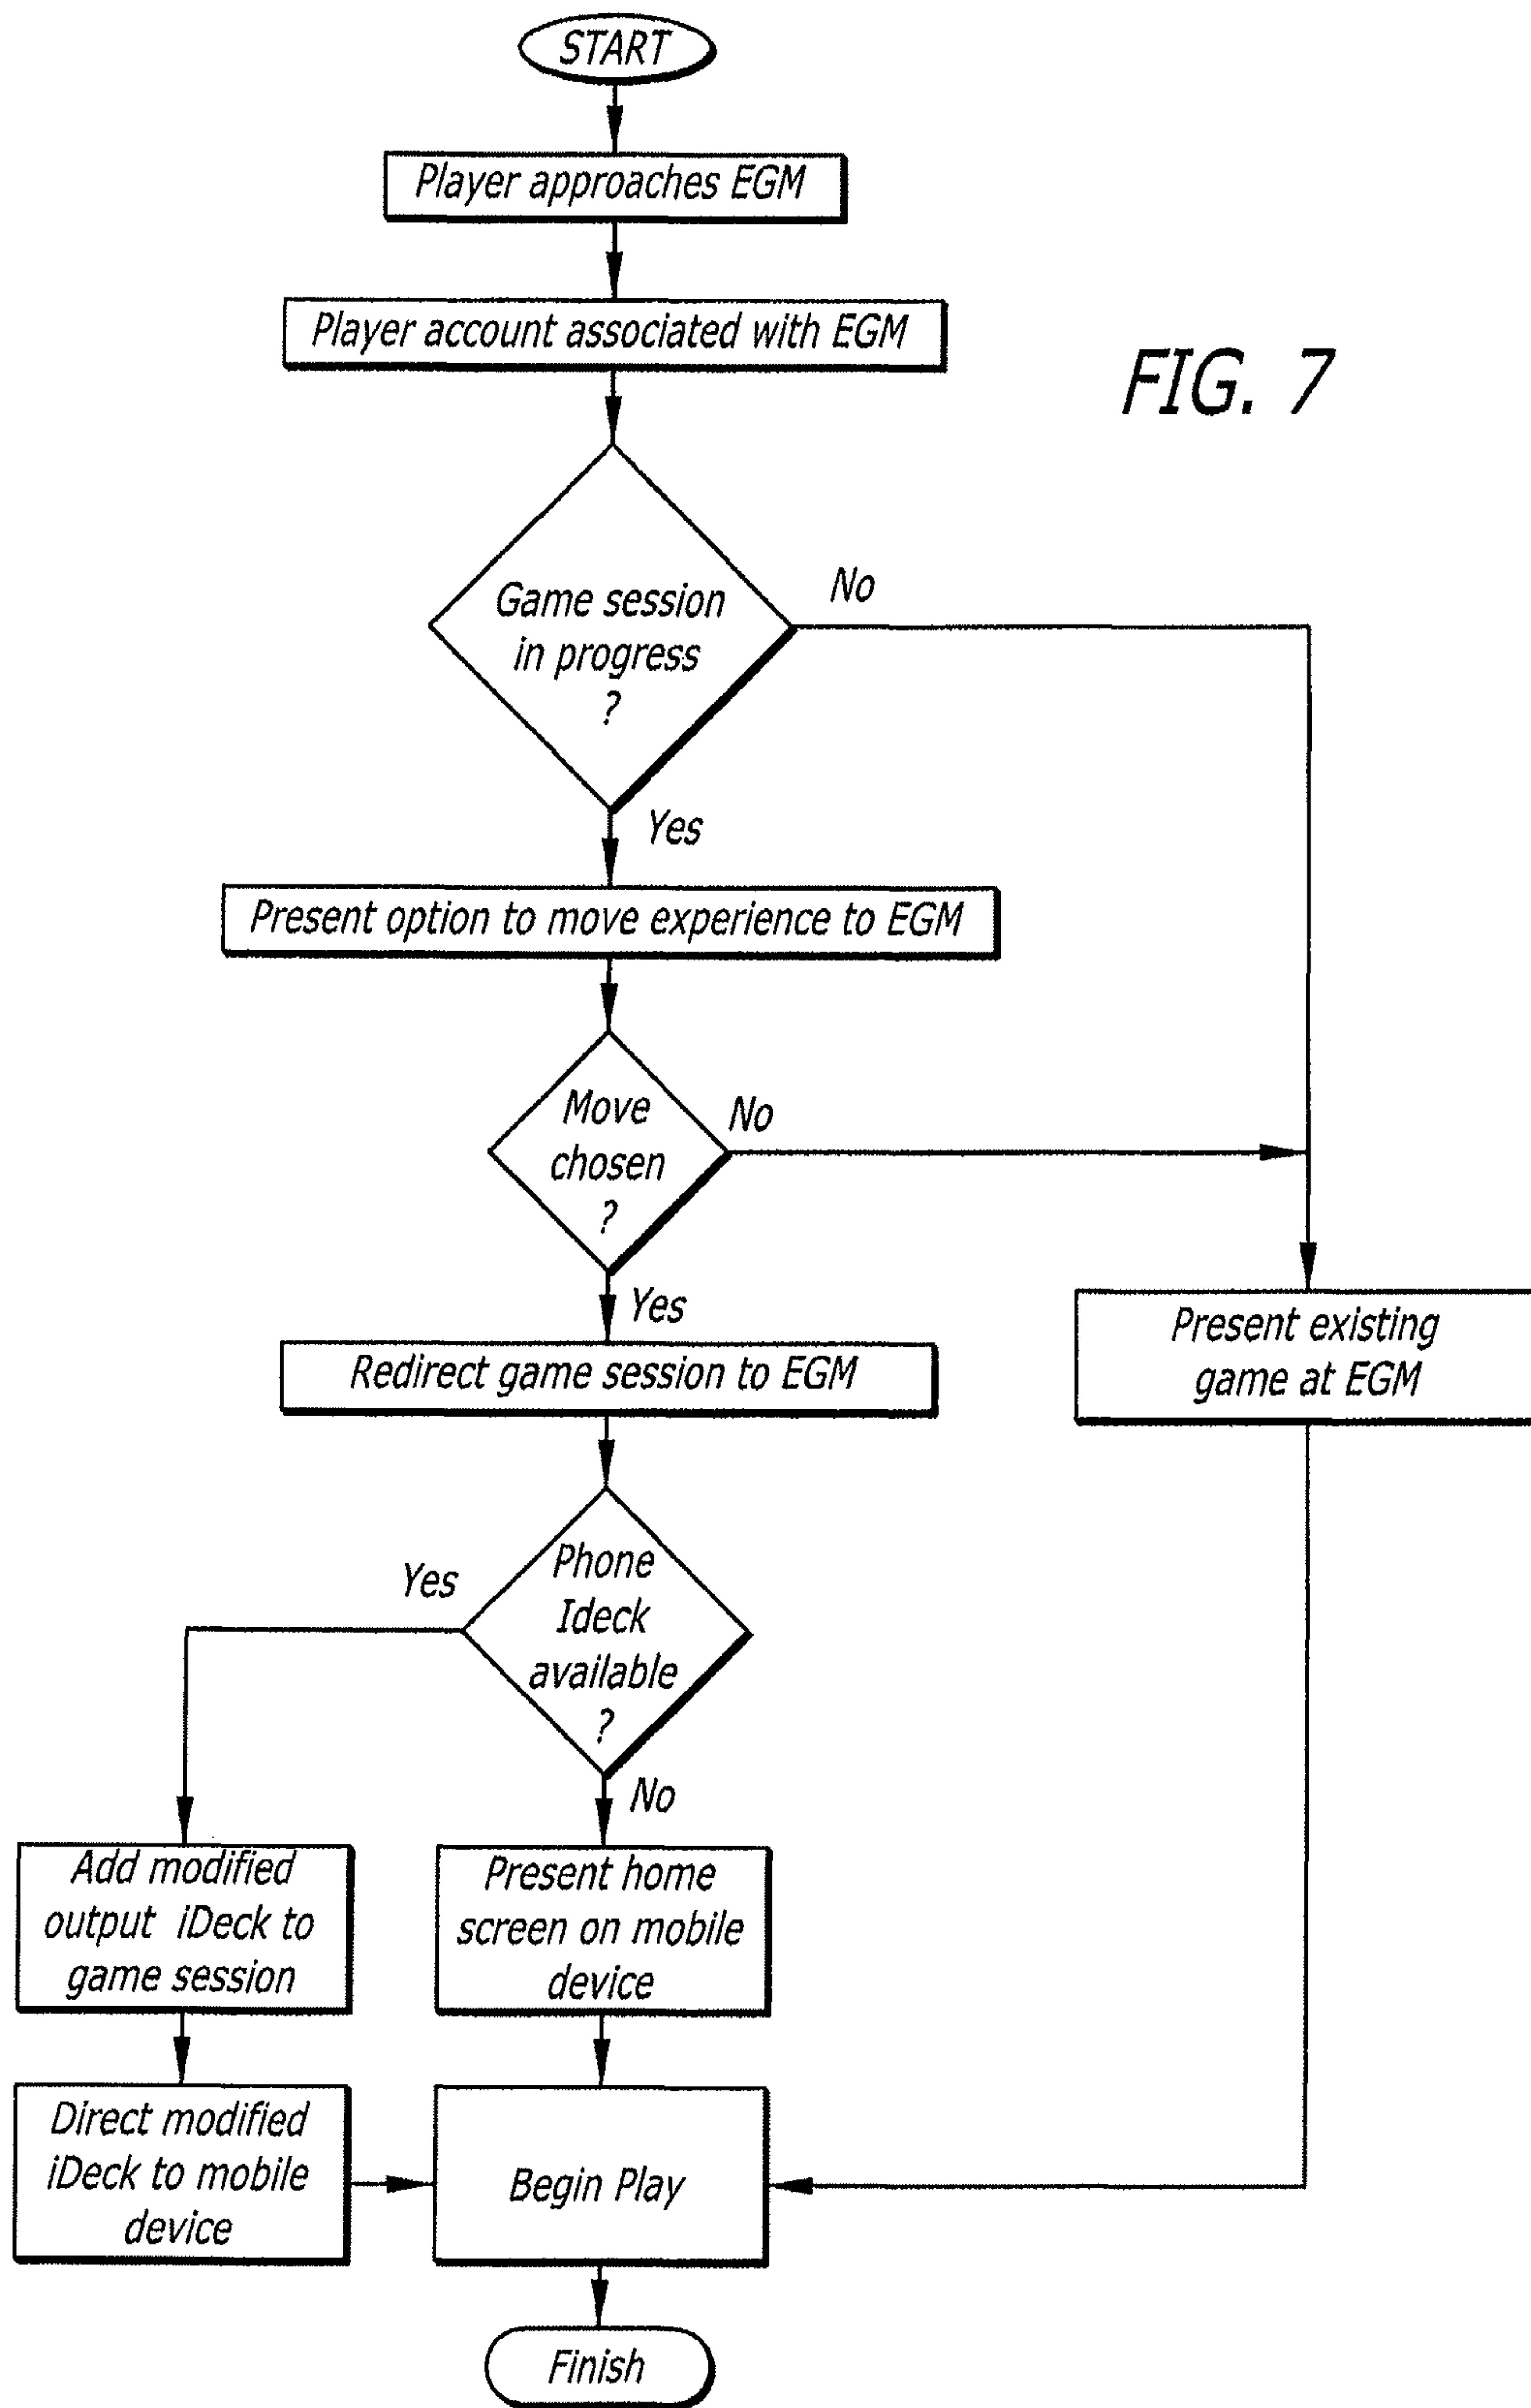 START
Player approaches EGM
Player account associated with EGM
FIG. 7
Game session
in progress
?
No
Yes
Present option to move experience to EGM
Move
chosen
?
No
Yes
Redirect game session to EGM
Present existing
game at EGM
Phone
Ideck
available
?
Yes
No
Add modified
output iDeck to
game session
Present home
screen on mobile
device
Direct modified
iDeck to mobile
device
Begin Play
Finish